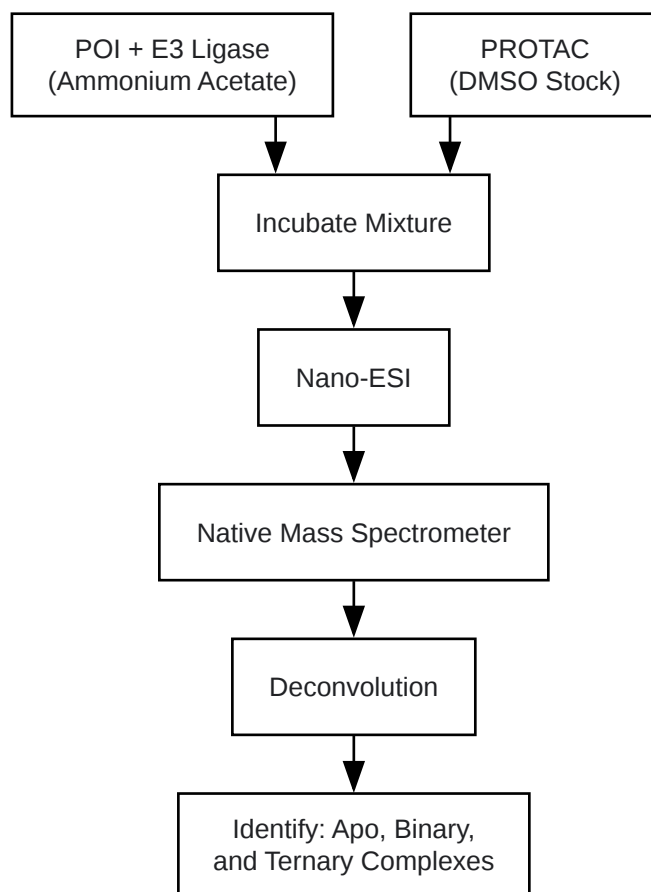 POI + E3 Ligase
(Ammonium Acetate)
PROTAC
(DMSO Stock)
Incubate Mixture
Nano-ESI
Native Mass Spectrometer
Deconvolution
Identify: Apo, Binary,
and Ternary Complexes